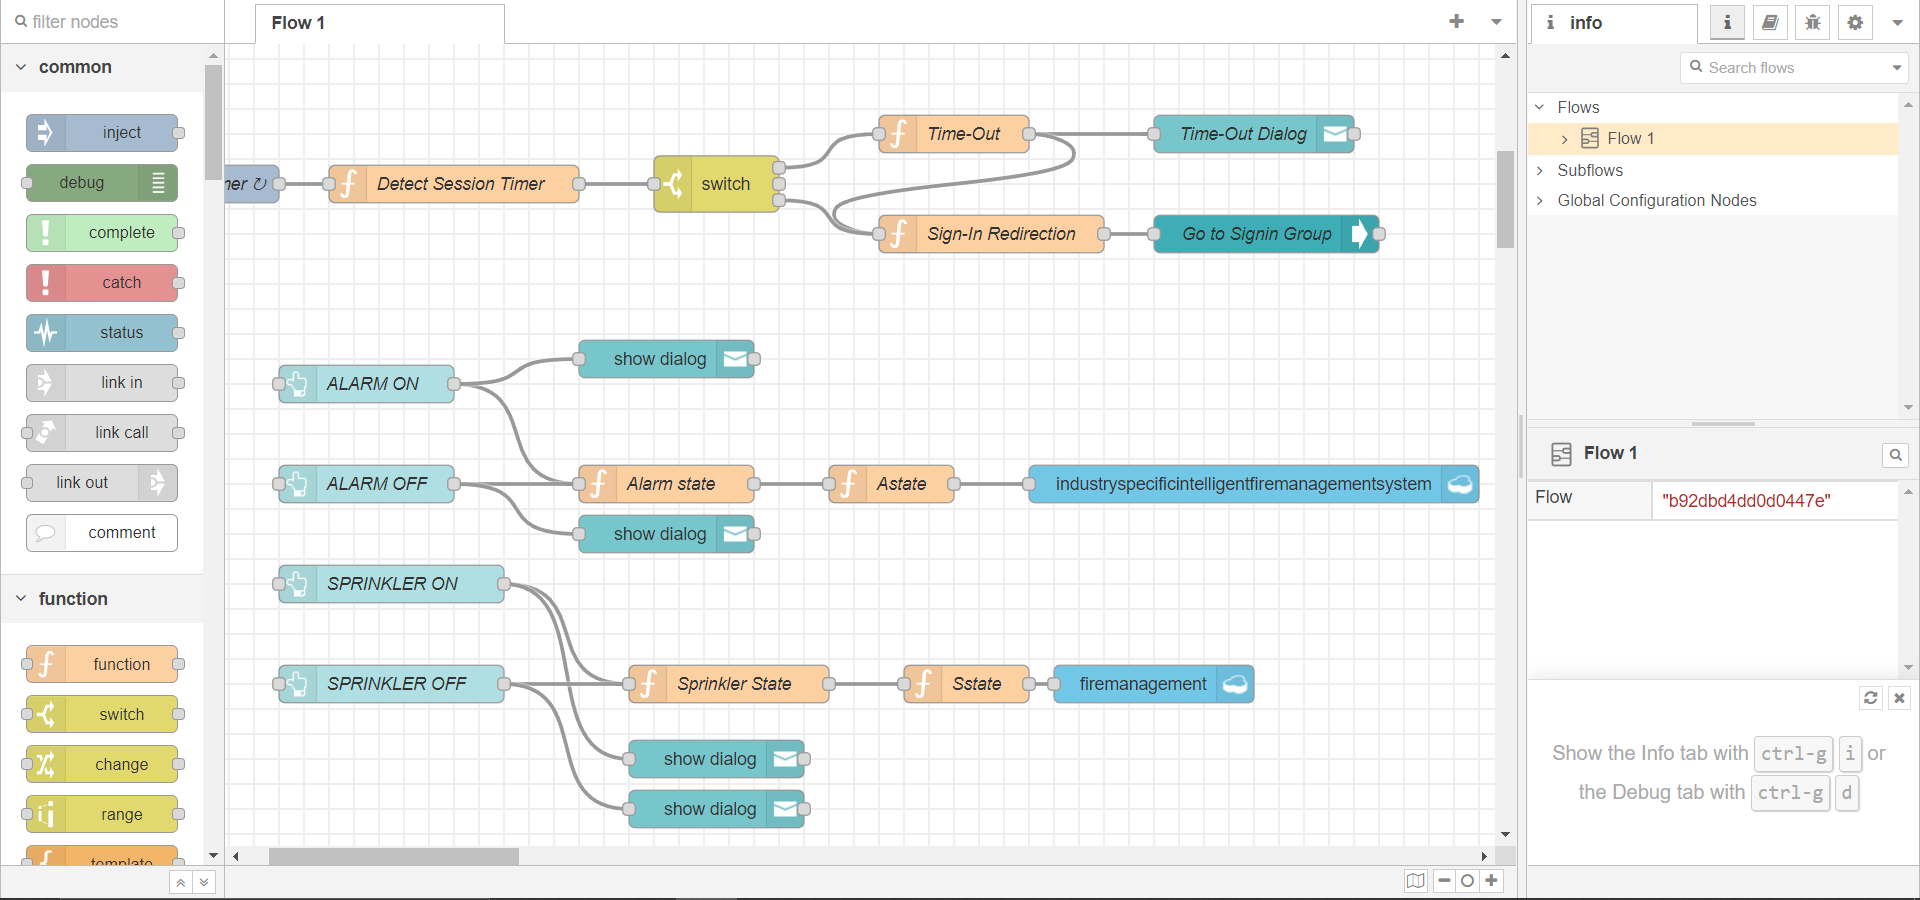 filter nodes
common
inject
debug
complete
catch
status
link in
link call
link out
comment
function
function
switch
change
range
template
Flow 1
Detect Session Timer
switch
Time-Out
Time-Out Dialog
Sign-In Redirection
Go to Signin Group
show dialog
ALARM ON
ALARM OFF
Alarm state
Astate
industryspecificintelligentfiremanagementsystem
show dialog
SPRINKLER ON
SPRINKLER OFF
Sprinkler State
Sstate
firemanagement
show dialog
show dialog
info
Search flows
Flows
Flow 1
Subflows
Global Configuration Nodes
Flow 1
Flow "b92dbd4dd0d0447e"
Show the Info tab with ctrl-g i or
the Debug tab with ctrl-g d